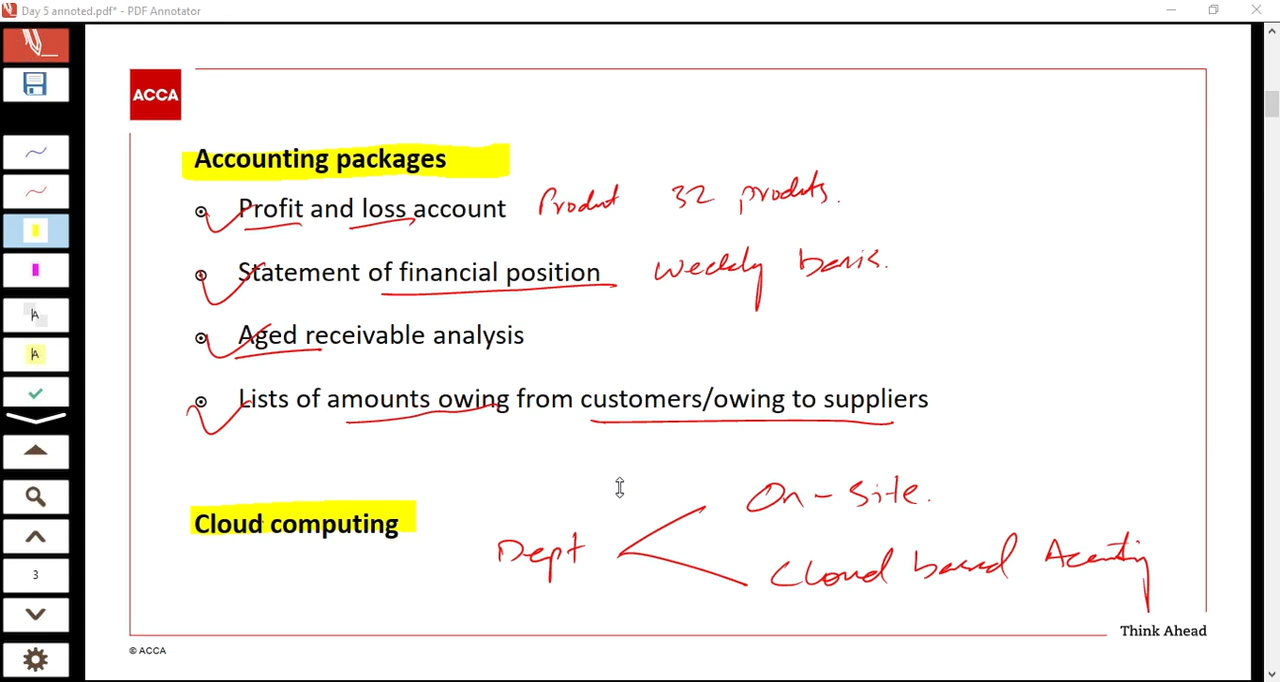 Day 5 annoted.pdf* - PDF Annotator
ACCA
Accounting packages
Profit and loss account Product 32 products.
Statement of financial position Weekly basis.
Aged receivable analysis
Lists of amounts owing from customers/owing to suppliers
On - Site.
Cloud computing
Dept
Cloud based Accounting
3
Think Ahead
© ACCA